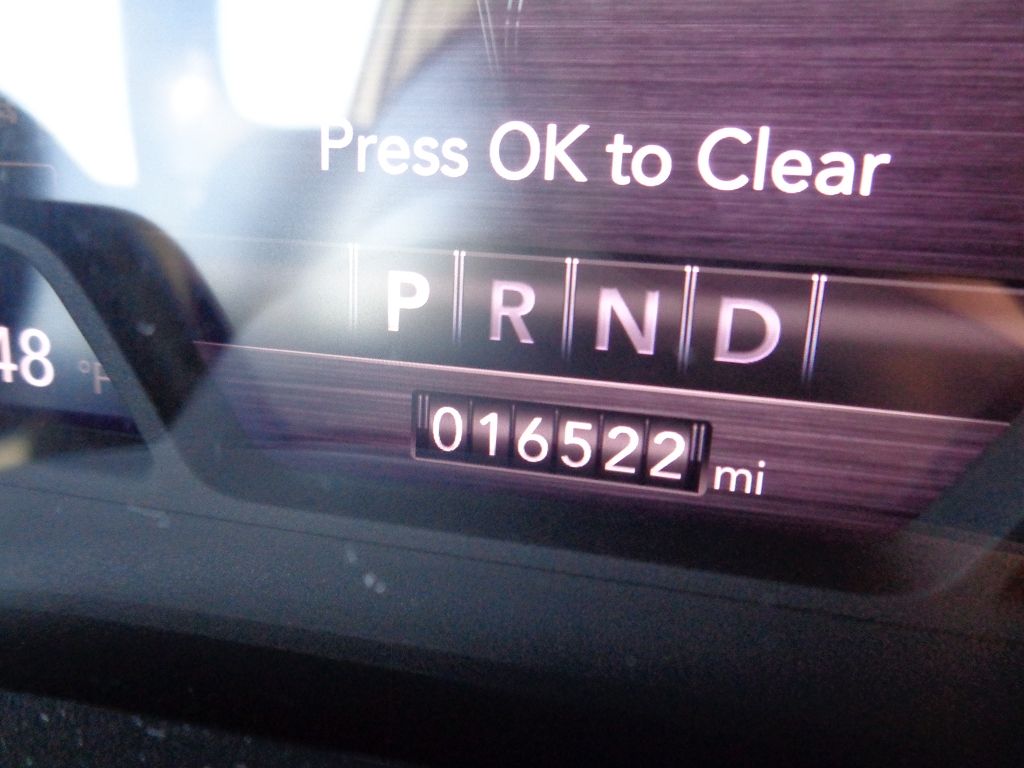 Press OK to Clear
P R N D
48 °F
016522 mi